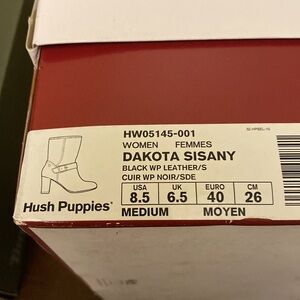 HW05145-001
WOMEN FEMMES
DAKOTA SISANY
BLACK WP LEATHER/S
CUIR WP NOIR/SDE
USA UK EURO CM
8.5 6.5 40 26
MEDIUM MOYEN
Hush Puppies®